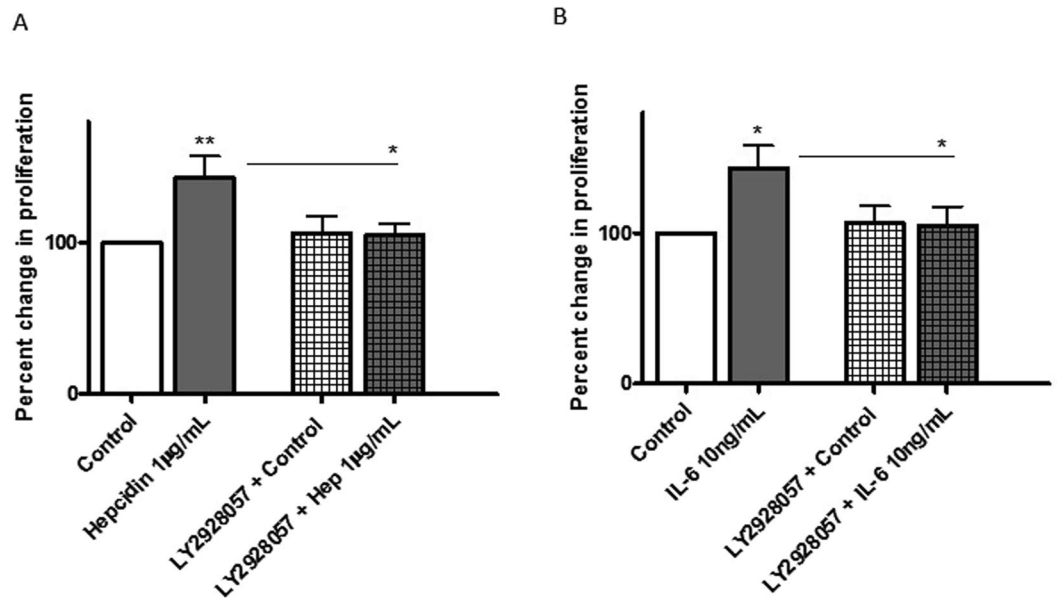 A
Percent change in proliferation
100
0
**
*
Control
Hepcidin 1µg/mL
LY2928057 + Control
LY2928057 + Hep 1µg/mL
B
Percent change in proliferation
100
0
*
*
Control
IL-6 10ng/mL
LY2928057 + Control
LY2928057 + IL-6 10ng/mL